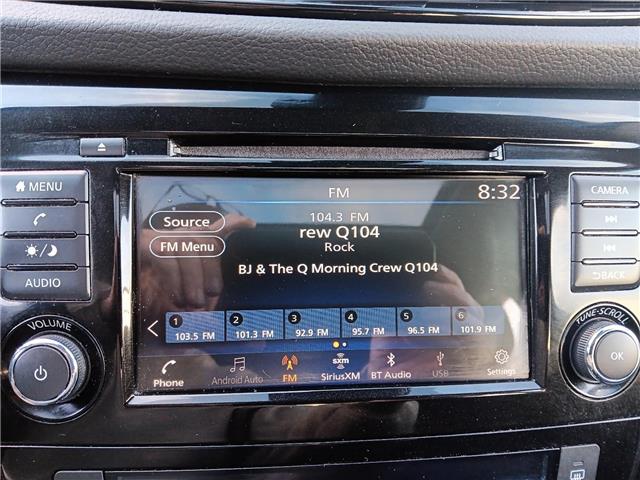 FM 8:32
MENU
CAMERA
Source
104.3 FM
rew Q104
FM Menu
Rock
BACK
BJ & The Q Morning Crew Q104
AUDIO
VOLUME
TUNE·SCROLL
1 2 3 4 5 6
103.5 FM 101.3 FM 92.9 FM 95.7 FM 96.5 FM 101.9 FM
OK
sxm
Phone Android Auto FM SiriusXM BT Audio USB Settings